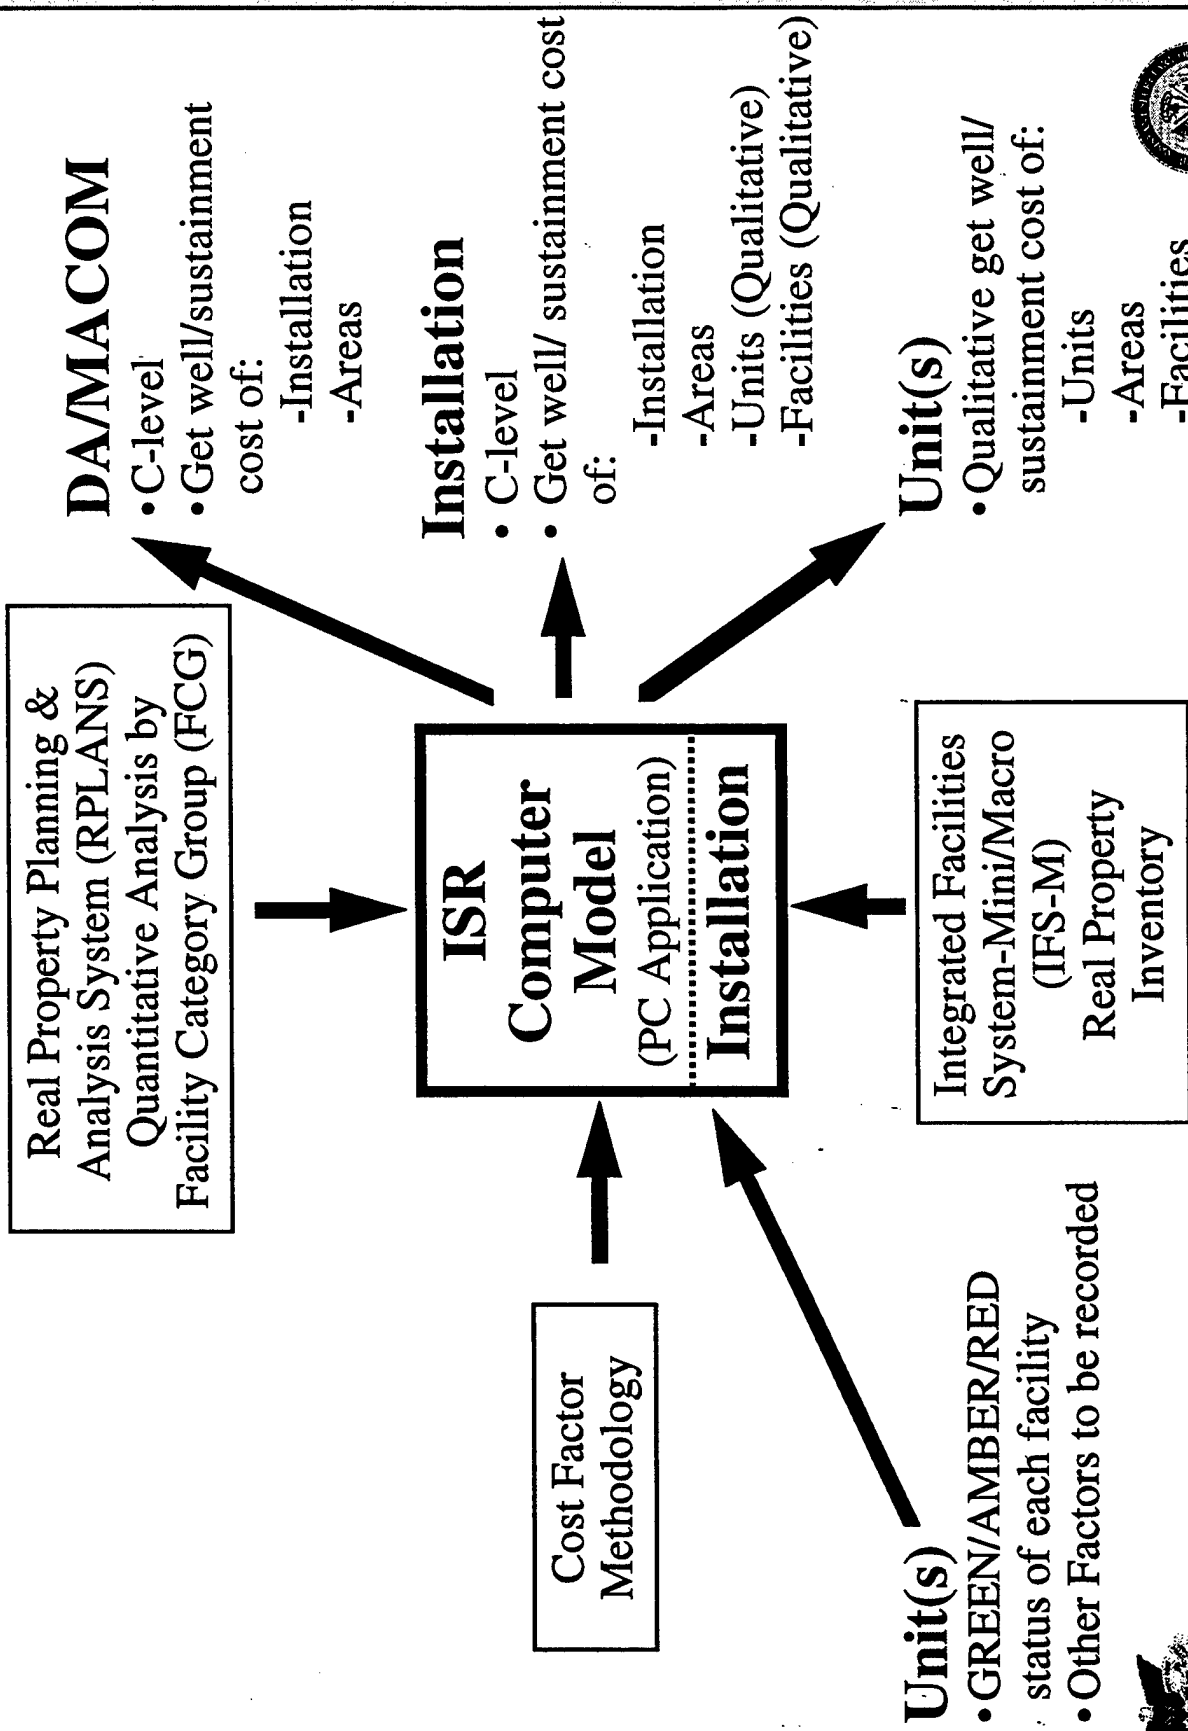 Real Property Planning &
Analysis System (RPLANS)
Quantitative Analysis by
Facility Category Group (FCG)
Cost Factor
Methodology
Unit(s)
•GREEN/AMBER/RED
status of each facility
•Other Factors to be recorded
ISR
Computer
Model
(PC Application)
Installation
Integrated Facilities
System-Mini/Macro
(IFS-M)
Real Property
Inventory
DA/MACOM
•C-level
•Get well/sustainment
cost of:
-Installation
-Areas
Installation
• C-level
• Get well/ sustainment cost
of:
-Installation
-Areas
-Units (Qualitative)
-Facilities (Qualitative)
Unit(s)
•Qualitative get well/
sustainment cost of:
-Units
-Areas
-Facilities